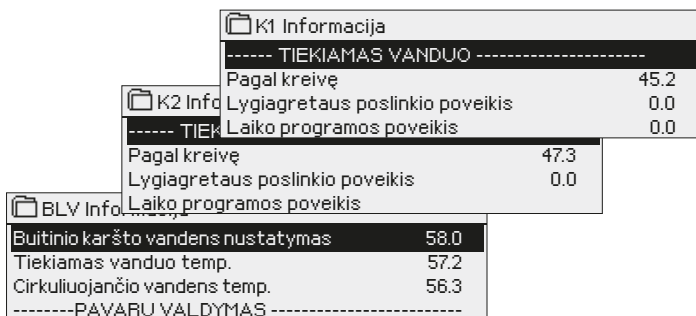 K1 Informacija
------ TIEKIAMAS VANDUO ----------------------
Pagal kreivę 45.2
Lygiagretaus poslinkio poveikis 0.0
Laiko programos poveikis 0.0
K2 Info
------ TIEK
Pagal kreivę 47.3
Lygiagretaus poslinkio poveikis 0.0
Laiko programos poveikis
BLV Informacija
Buitinio karšto vandens nustatymas 58.0
Tiekiamas vanduo temp. 57.2
Cirkuliuojančio vandens temp. 56.3
--------PAVARŲ VALDYMAS -------------------------